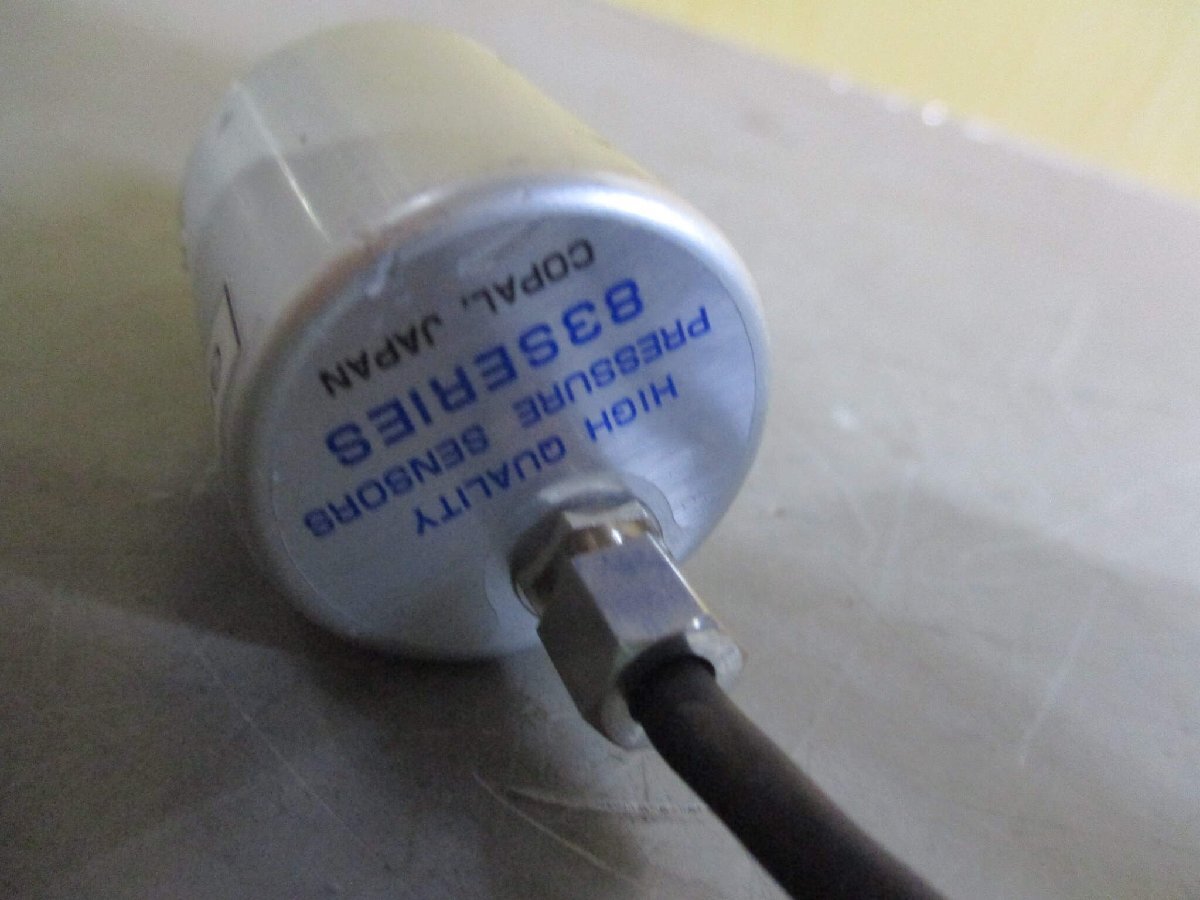 HIGH QUALITY
PRESSURE SENSORS
83SERIES
COPAL, JAPAN